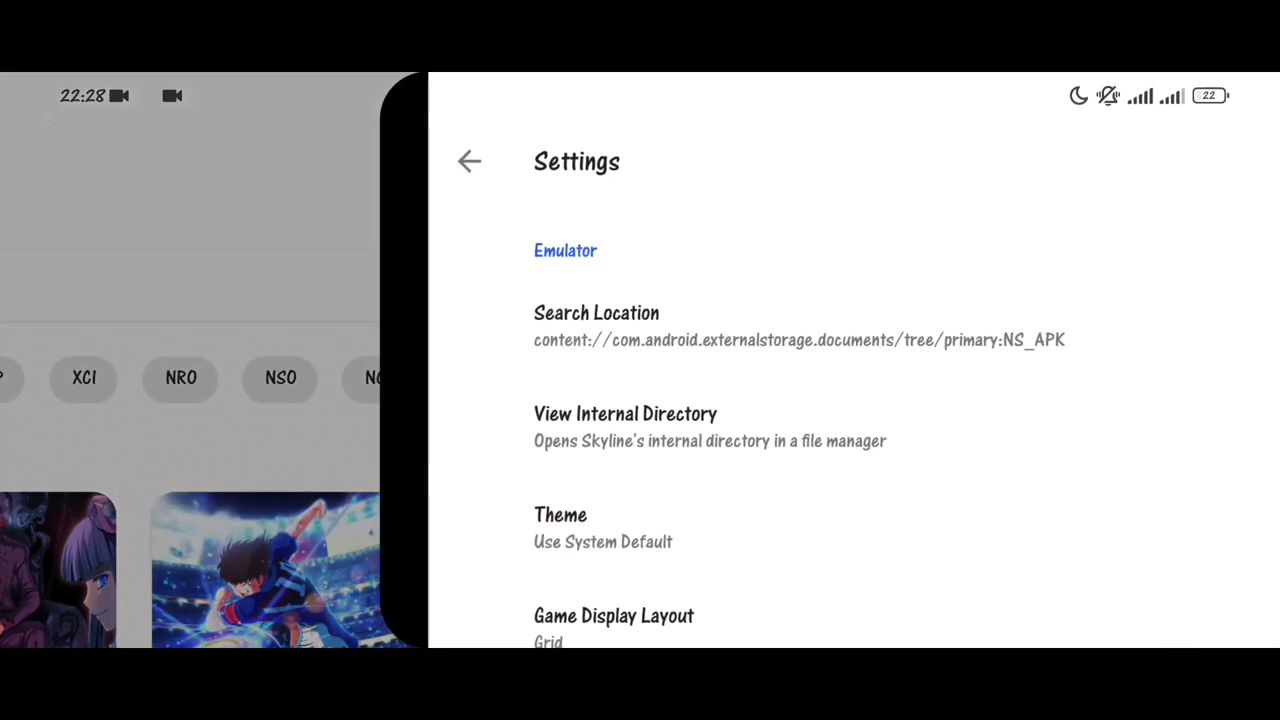 22:28
22
Settings
Emulator
Search Location
content://com.android.externalstorage.documents/tree/primary:NS_APK
XCI
NRO
NSO
View Internal Directory
Opens Skyline's internal directory in a file manager
Theme
Use System Default
Game Display Layout
Grid